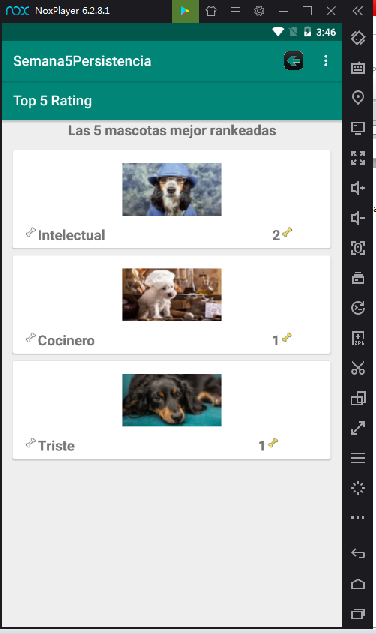 nox NoxPlayer 6.2.8.1
3:46
Semana5Persistencia
Top 5 Rating
Las 5 mascotas mejor rankeadas
Intelectual 2
Cocinero 1
Triste 1